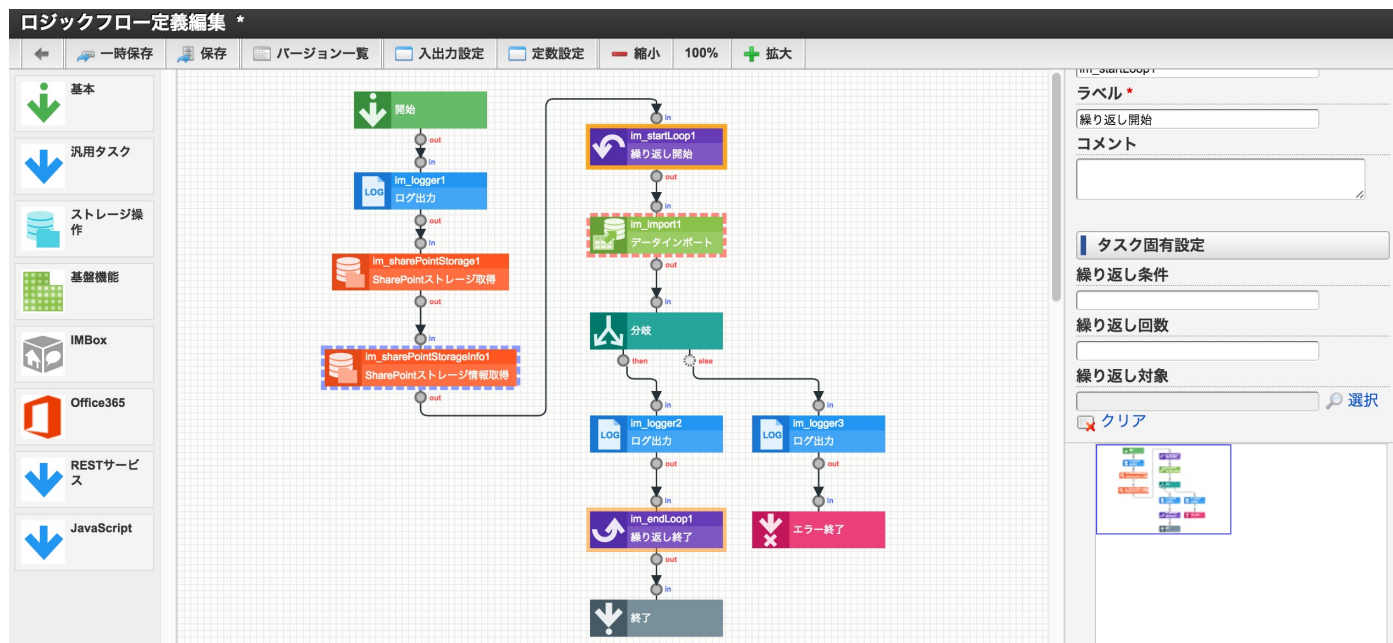 ロジックフロー定義編集 *
一時保存
保存
バージョン一覧
入出力設定
定数設定
縮小
100%
拡大
基本
汎用タスク
ストレージ操
作
基盤機能
IMBox
Office365
RESTサービ
ス
JavaScript
開始
out
in
im_logger1
LOG
ログ出力
out
in
im_sharePointStorage1
SharePointストレージ取得
out
in
im_sharePointStorageInfo1
SharePointストレージ情報取得
out
in
im_startLoop1
繰り返し開始
out
in
im_import1
データインポート
out
in
分岐
then
else
in
im_logger2
LOG
ログ出力
out
in
im_endLoop1
繰り返し終了
out
in
終了
in
im_logger3
LOG
ログ出力
out
in
エラー終了
im_startLoop1
ラベル *
繰り返し開始
コメント
タスク固有設定
繰り返し条件
繰り返し回数
繰り返し対象
選択
クリア